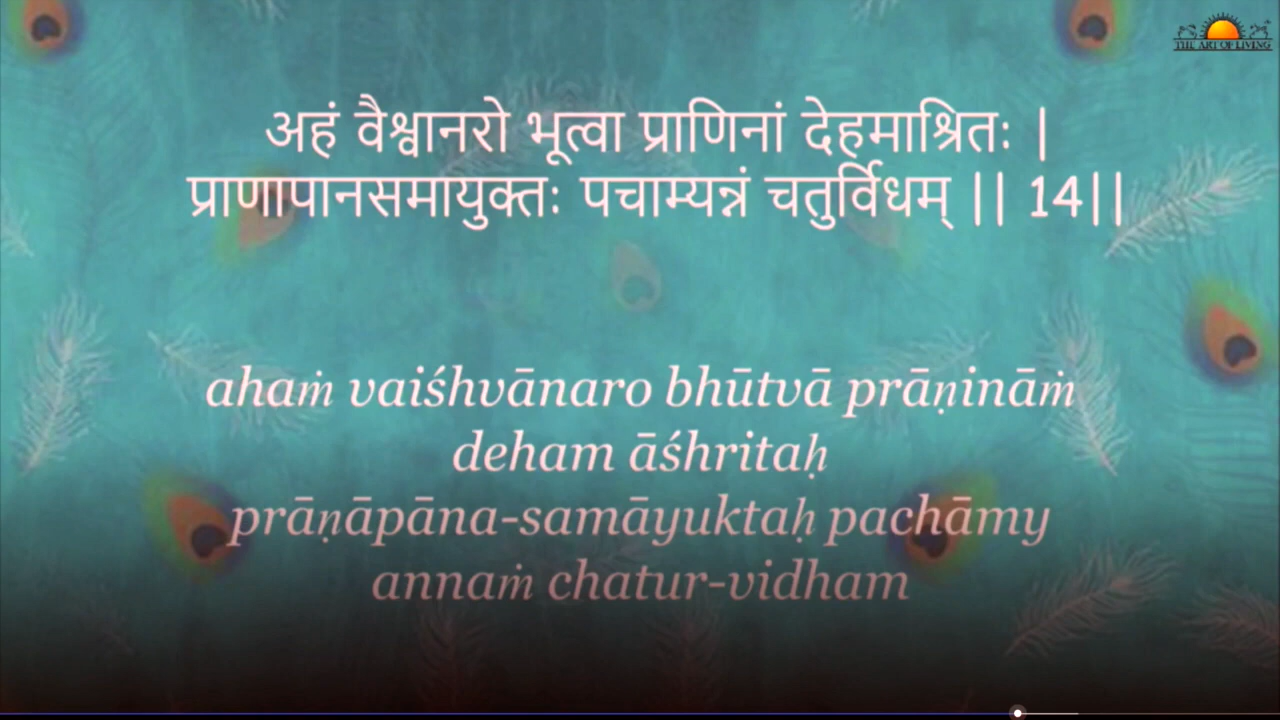 THE ART OF LIVING
अहं वैश्वानरो भूत्वा प्राणिनां देहमाश्रितः |
प्राणापानसमायुक्तः पचाम्यन्नं चतुर्विधम् || 14||
ahaṁ vaiśhvānaro bhūtvā prāṇināṁ
deham āśhritaḥ
prāṇāpāna-samāyuktaḥ pachāmy
annaṁ chatur-vidham